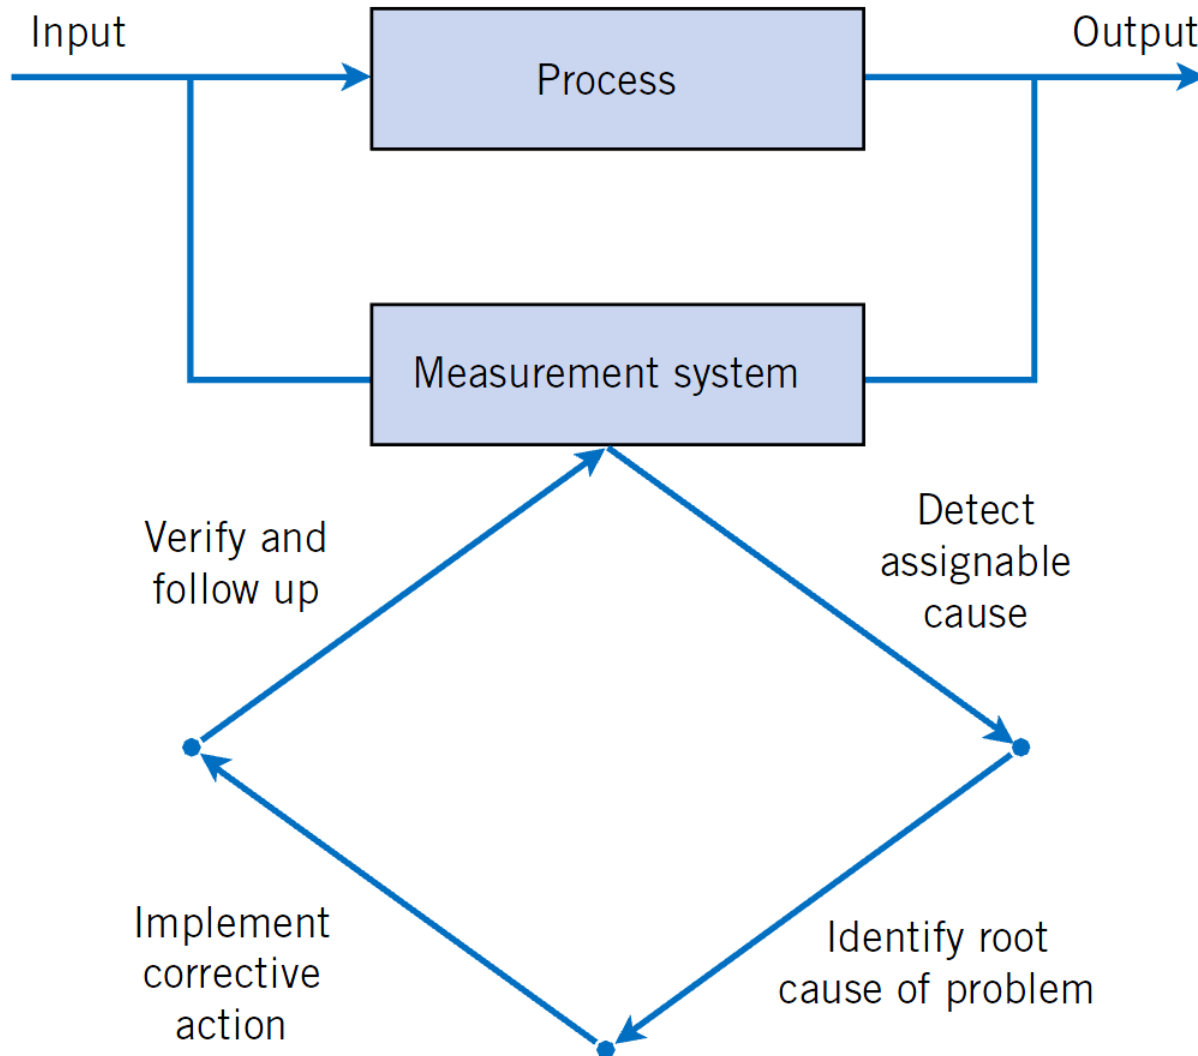 Input
Output
Process
Measurement system
Verify and
follow up
Detect
assignable
cause
Implement
corrective
action
Identify root
cause of problem